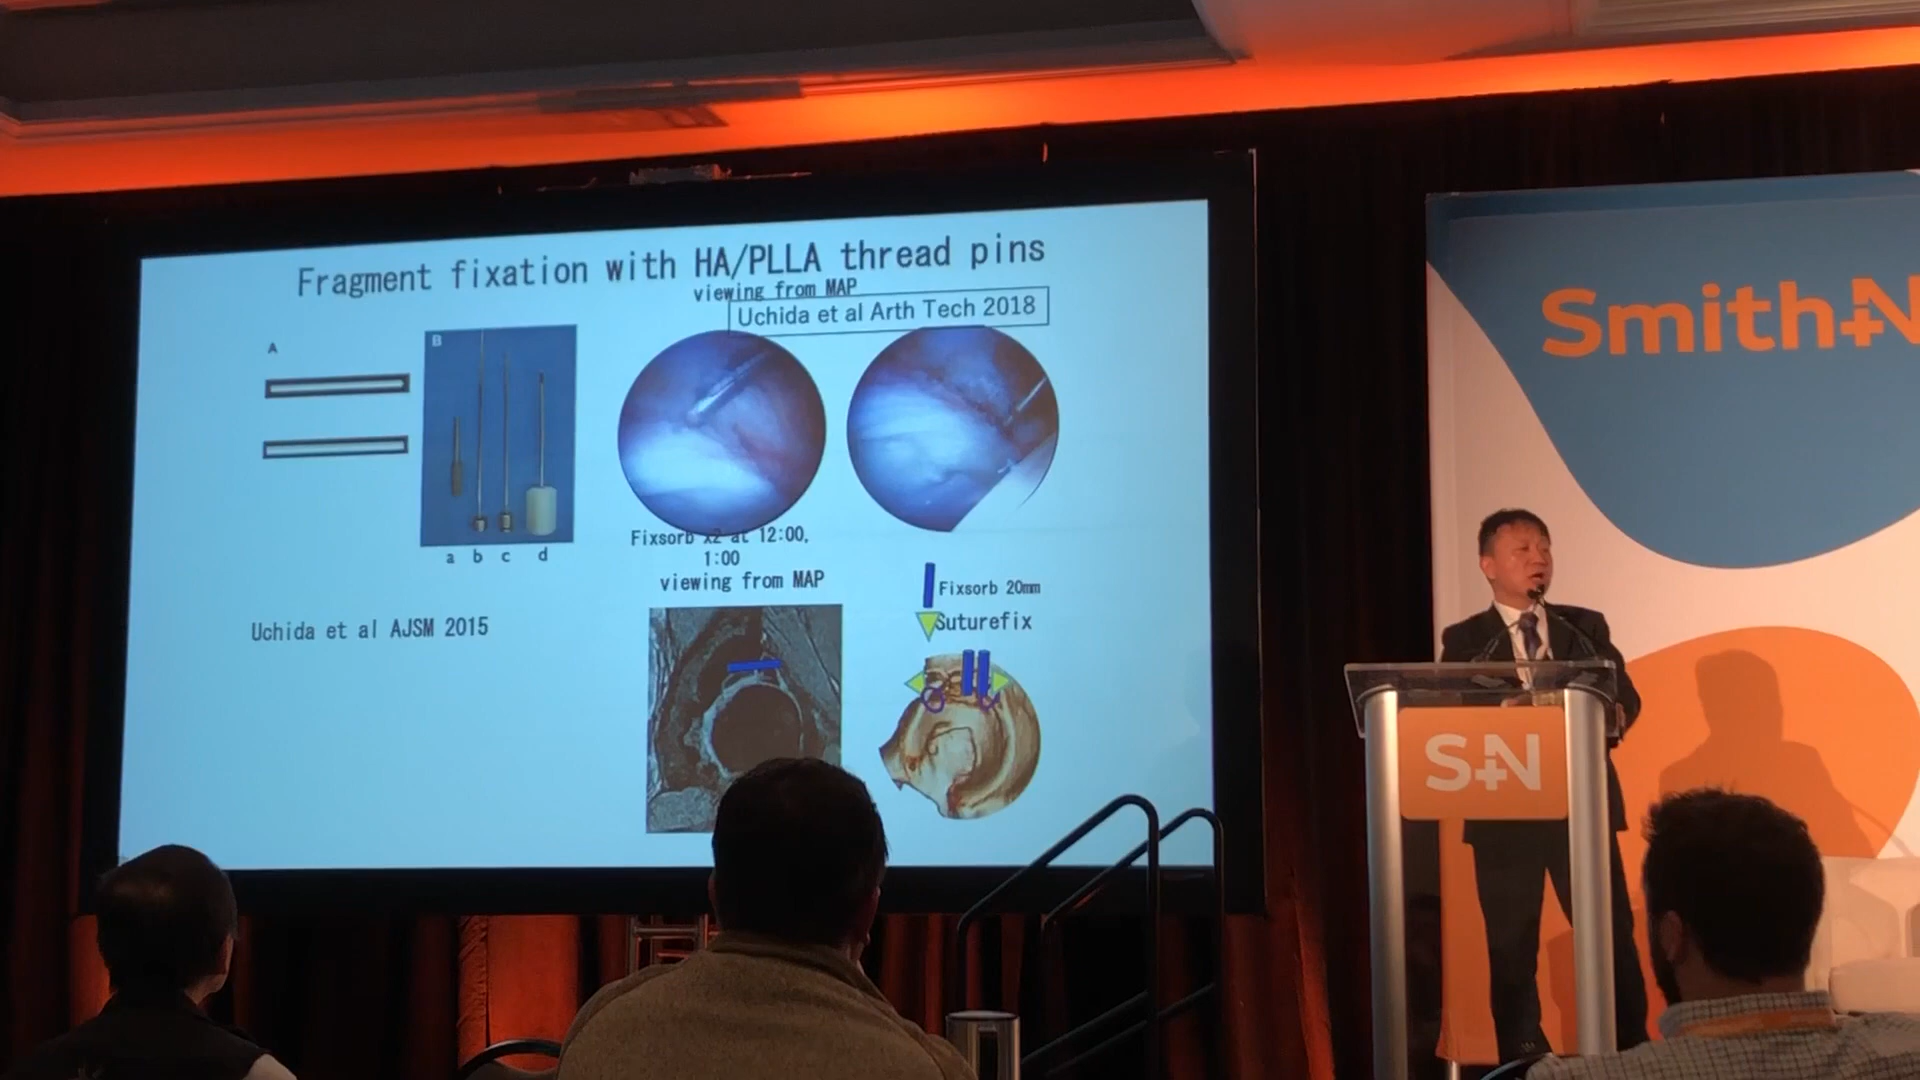 Fragment fixation with HA/PLLA thread pins
viewing from MAP
Uchida et al Arth Tech 2018
A
B
a b c d
Fixsorb x2 at 12:00,
1:00
viewing from MAP
Fixsorb 20mm
Suturefix
Uchida et al AJSM 2015
Smith+N
S+N